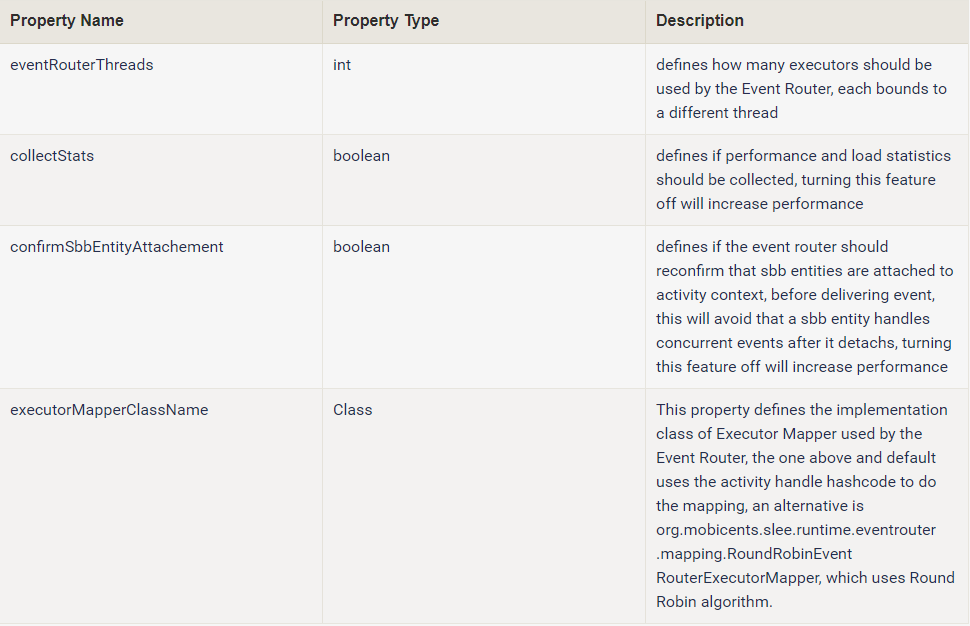 Property Name Property Type Description
eventRouterThreads int defines how many executors should be
used by the Event Router, each bounds to
a different thread
collectStats boolean defines if performance and load statistics
should be collected, turning this feature
off will increase performance
confirmSbbEntityAttachement boolean defines if the event router should
reconfirm that sbb entities are attached to
activity context, before delivering event,
this will avoid that a sbb entity handles
concurrent events after it detachs, turning
this feature off will increase performance
executorMapperClassName Class This property defines the implementation
class of Executor Mapper used by the
Event Router, the one above and default
uses the activity handle hashcode to do
the mapping, an alternative is
org.mobicents.slee.runtime.eventrouter
.mapping.RoundRobinEvent
RouterExecutorMapper, which uses Round
Robin algorithm.